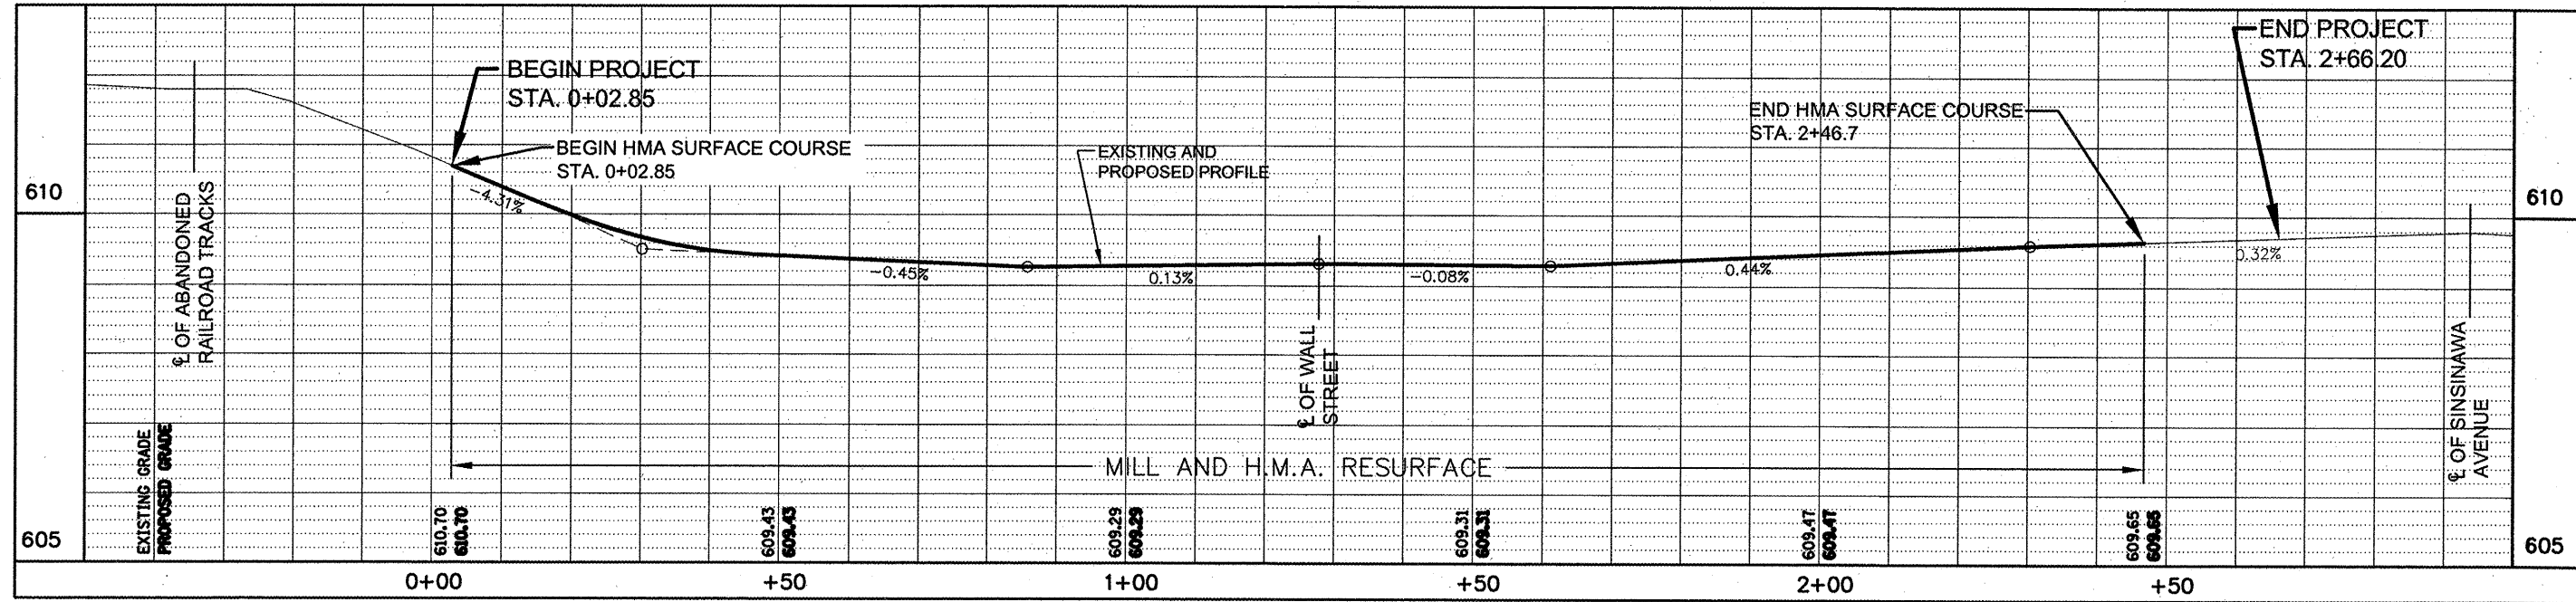 BEGIN PROJECT
STA. 0+02.85
END PROJECT
STA. 2+66.20
BEGIN HMA SURFACE COURSE
STA. 0+02.85
EXISTING AND
PROPOSED PROFILE
END HMA SURFACE COURSE
STA. 2+46.7
610
610
℄ OF ABANDONED
RAILROAD TRACKS
-4.31%
-0.45%
0.13%
-0.08%
0.44%
0.32%
℄ OF WALL
STREET
℄ OF SINSINAWA
AVENUE
MILL AND H.M.A. RESURFACE
EXISTING GRADE
PROPOSED GRADE
610.70
610.70
609.43
609.43
609.29
609.29
609.31
609.31
609.47
609.47
609.65
609.65
605
605
0+00
+50
1+00
+50
2+00
+50